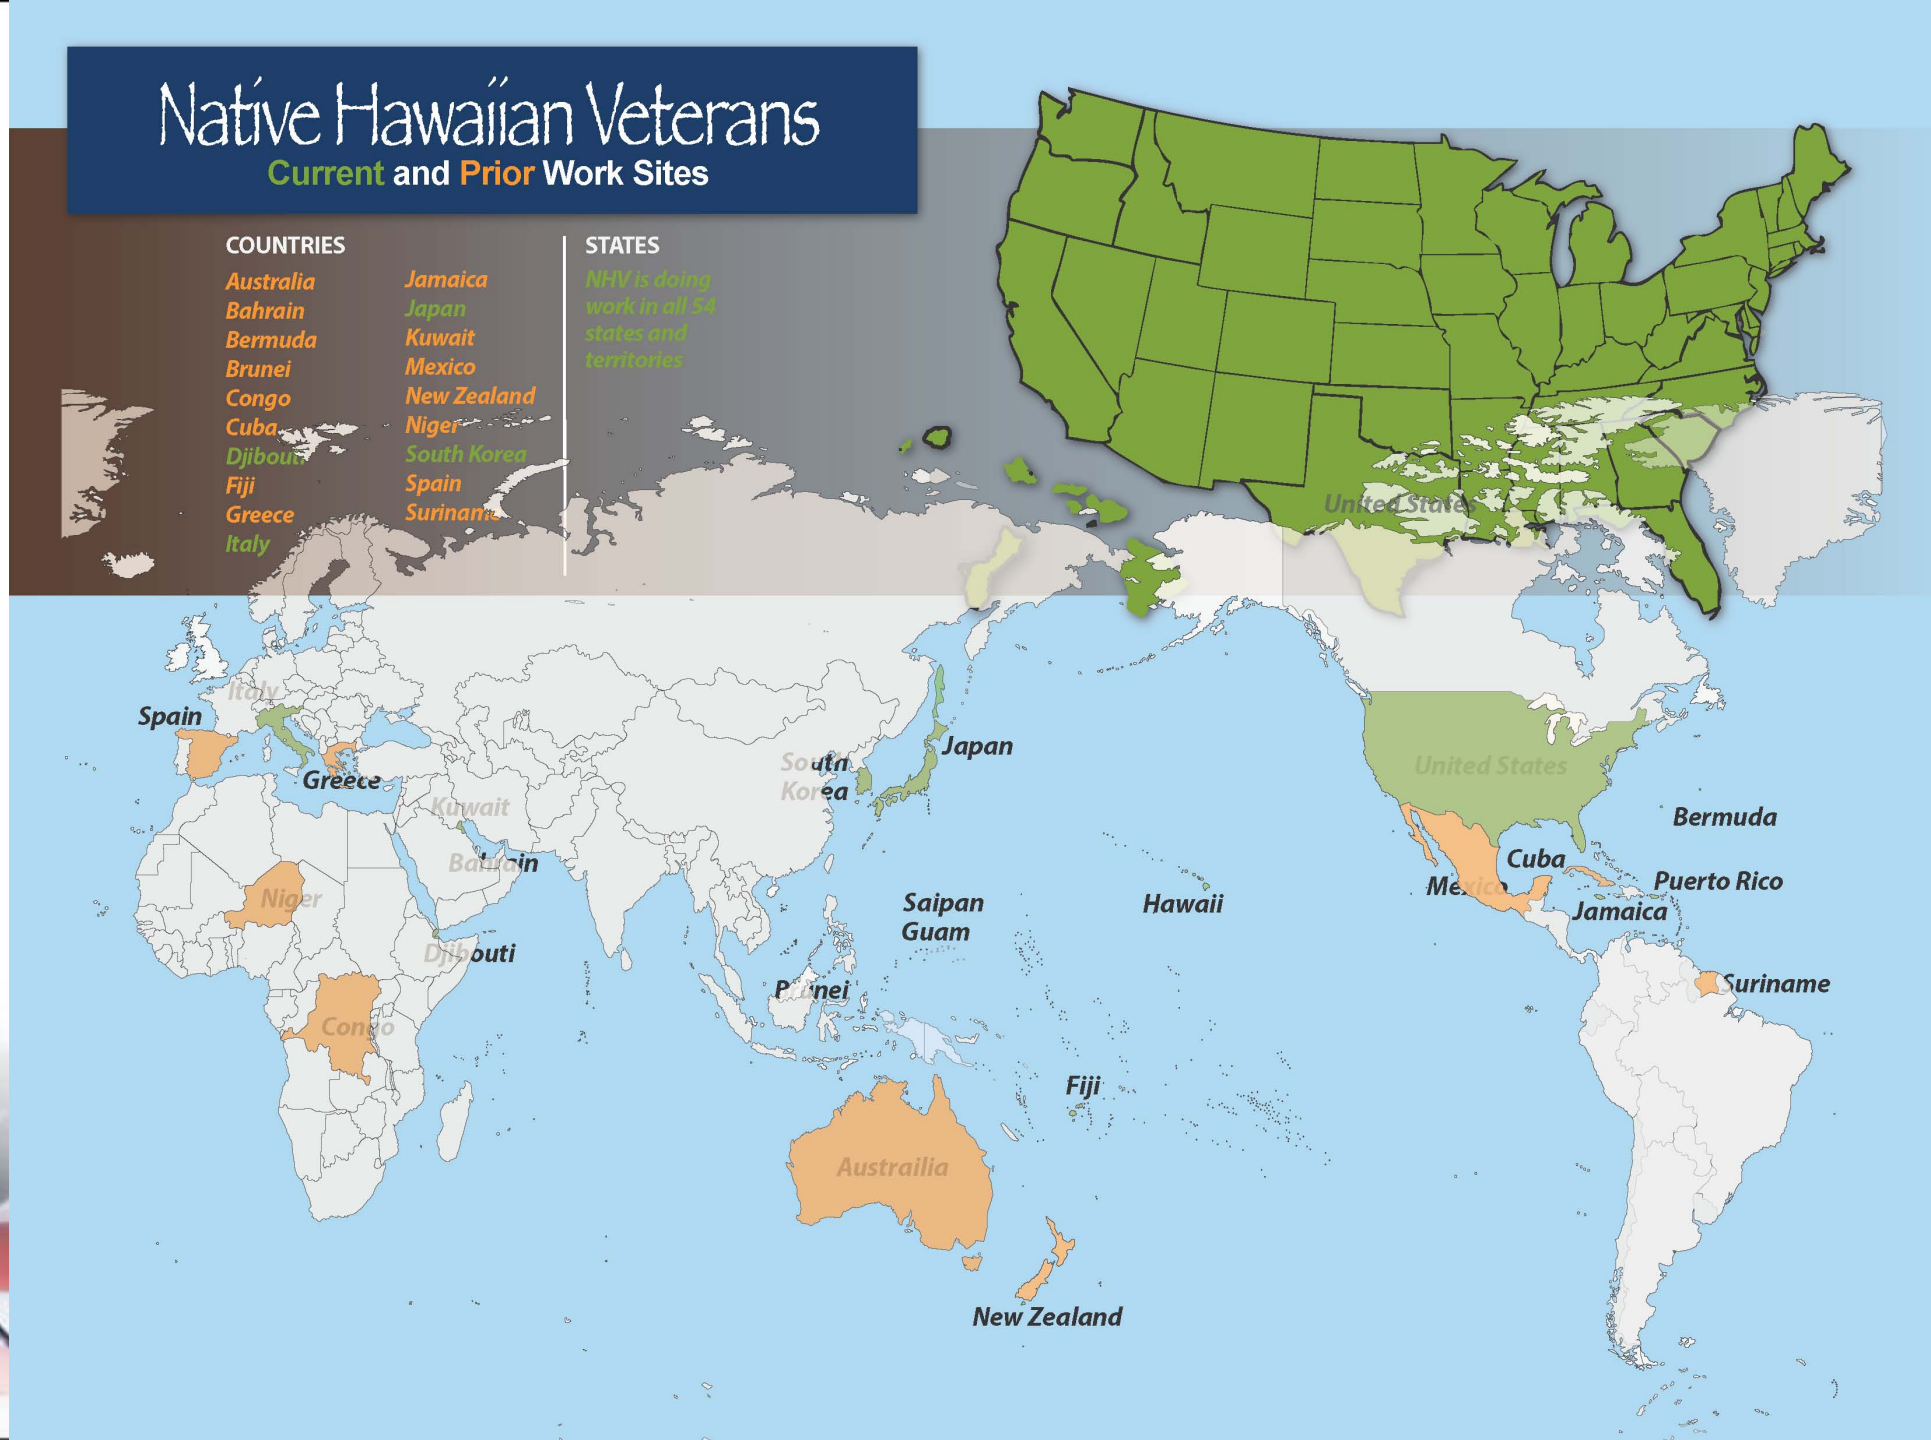 Native Hawaiian Veterans
Current and Prior Work Sites
COUNTRIES
Australia
Bahrain
Bermuda
Brunei
Congo
Cuba
Djibouti
Fiji
Greece
Italy
Jamaica
Japan
Kuwait
Mexico
New Zealand
Niger
South Korea
Spain
Suriname
STATES
NHV is doing
work in all 54
states and
territories
United States
Italy
Spain
Greece
Kuwait
Bahrain
Niger
Djibouti
Congo
South
Korea
Japan
Saipan
Guam
Brunei
Hawaii
Fiji
Austrailia
New Zealand
United States
Bermuda
Cuba
Mexico
Puerto Rico
Jamaica
Suriname